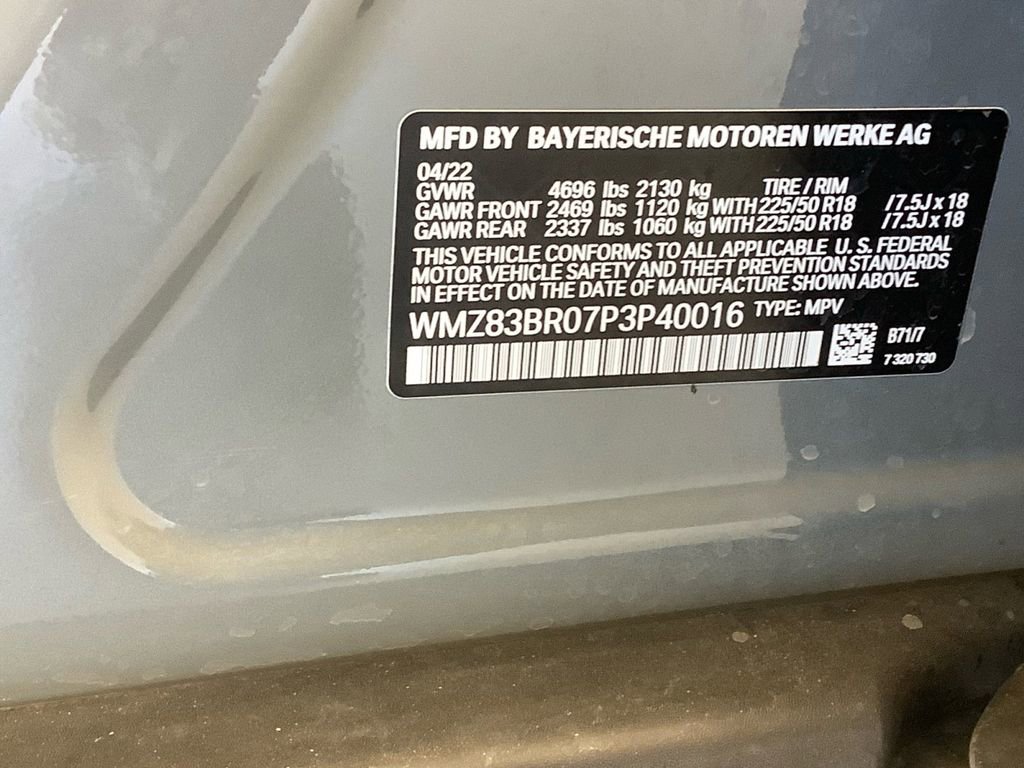 MFD BY BAYERISCHE MOTOREN WERKE AG
04/22
GVWR 4696 lbs 2130 kg TIRE / RIM
GAWR FRONT 2469 lbs 1120 kg WITH 225/50 R18 /7.5J x 18
GAWR REAR 2337 lbs 1060 kg WITH 225/50 R18 /7.5J x 18
THIS VEHICLE CONFORMS TO ALL APPLICABLE U. S. FEDERAL
MOTOR VEHICLE SAFETY AND THEFT PREVENTION STANDARDS
IN EFFECT ON THE DATE OF MANUFACTURE SHOWN ABOVE.
WMZ83BR07P3P40016 TYPE: MPV
B71/7
7 320 730